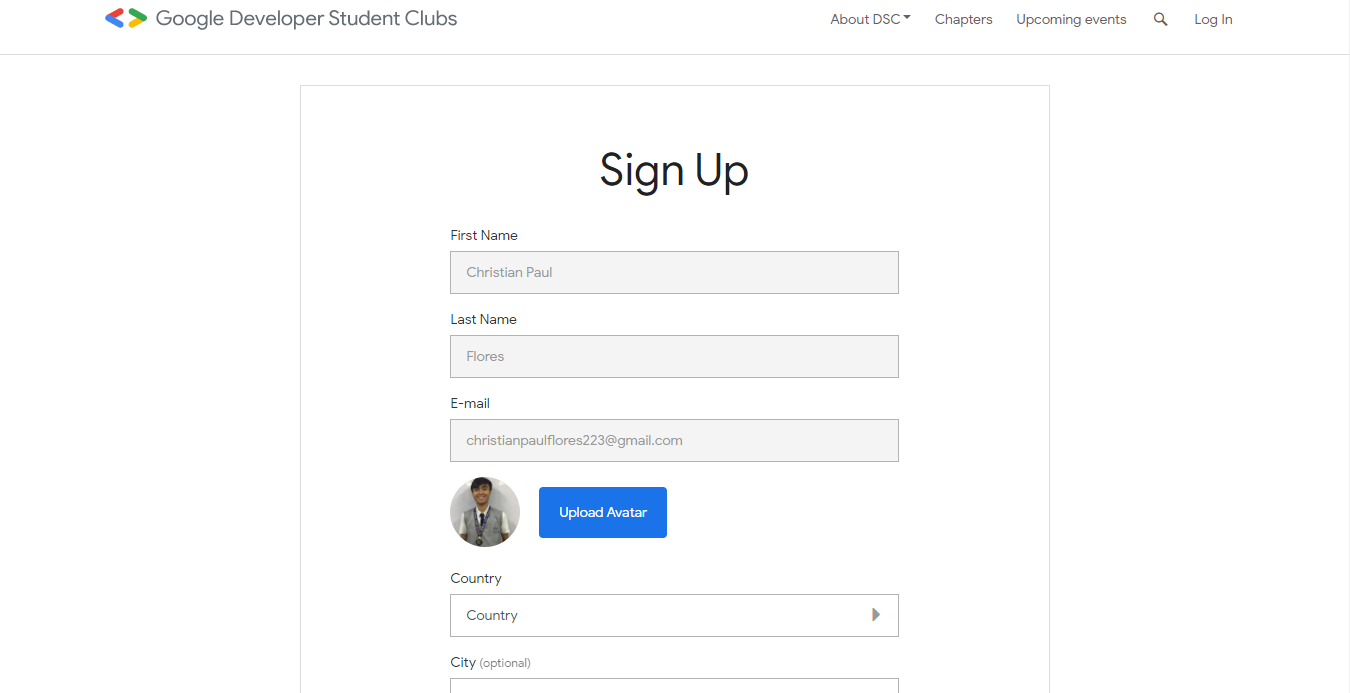 Google Developer Student Clubs About DSC Chapters Upcoming events Log In
Sign Up
First Name
Christian Paul
Last Name
Flores
E-mail
christianpaulflores223@gmail.com
Upload Avatar
Country
Country
City (optional)